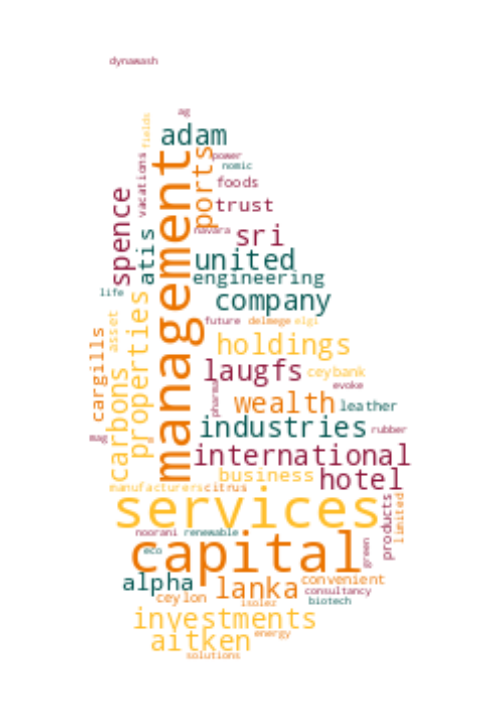 dynawash
ag
fields
adam
power
nomic
vacations
foods
management
ports
spence
trust
navara
sri
atis
united
engineering
life
company
properties
asset
future
delmege
elgi
cargills
holdings
laugfs
ceybank
carbons
evoke
pharma
wealth
leather
industries
rubber
mag
international
business
hotel
manufacturers
citrus
services
products
limited
noorani
renewable
capital
eco
green
alpha
lanka
convenient
consultancy
ceylon
isolez
biotech
investments
aitken
energy
solutions